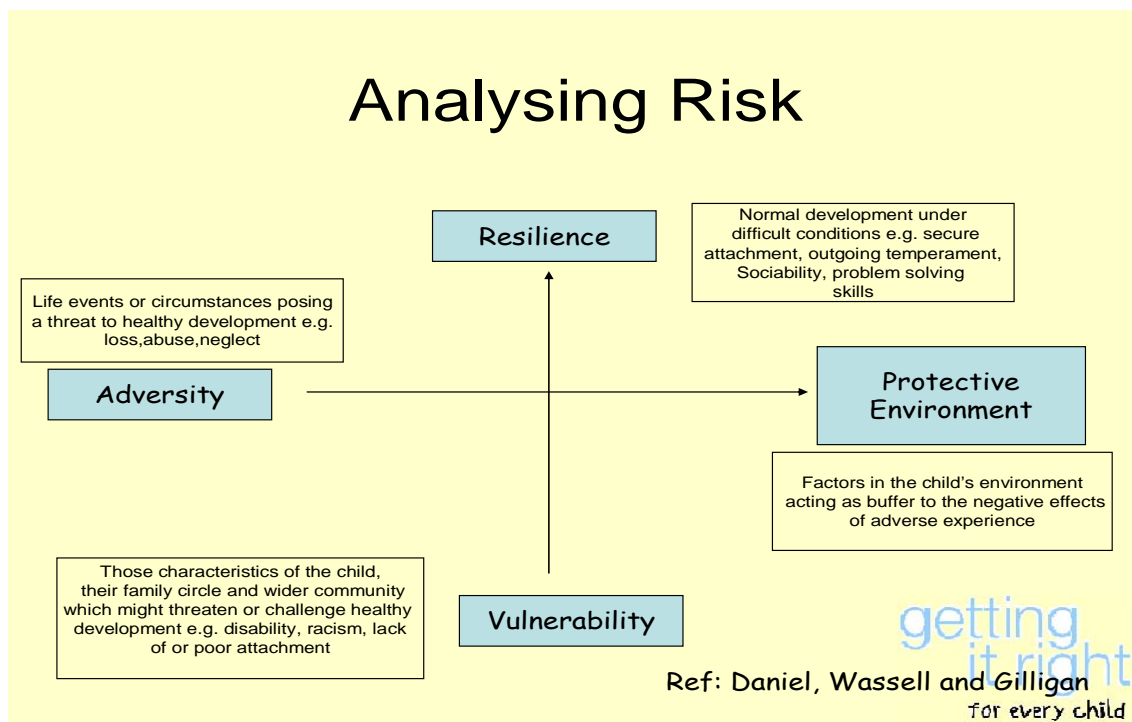 Analysing Risk
Resilience
Normal development under
difficult conditions e.g. secure
attachment, outgoing temperament,
Sociability, problem solving
skills
Life events or circumstances posing
a threat to healthy development e.g.
loss,abuse,neglect
Adversity
Protective
Environment
Factors in the child’s environment
acting as buffer to the negative effects
of adverse experience
Those characteristics of the child,
their family circle and wider community
which might threaten or challenge healthy
development e.g. disability, racism, lack
of or poor attachment
Vulnerability
getting
it right
for every child
Ref: Daniel, Wassell and Gilligan